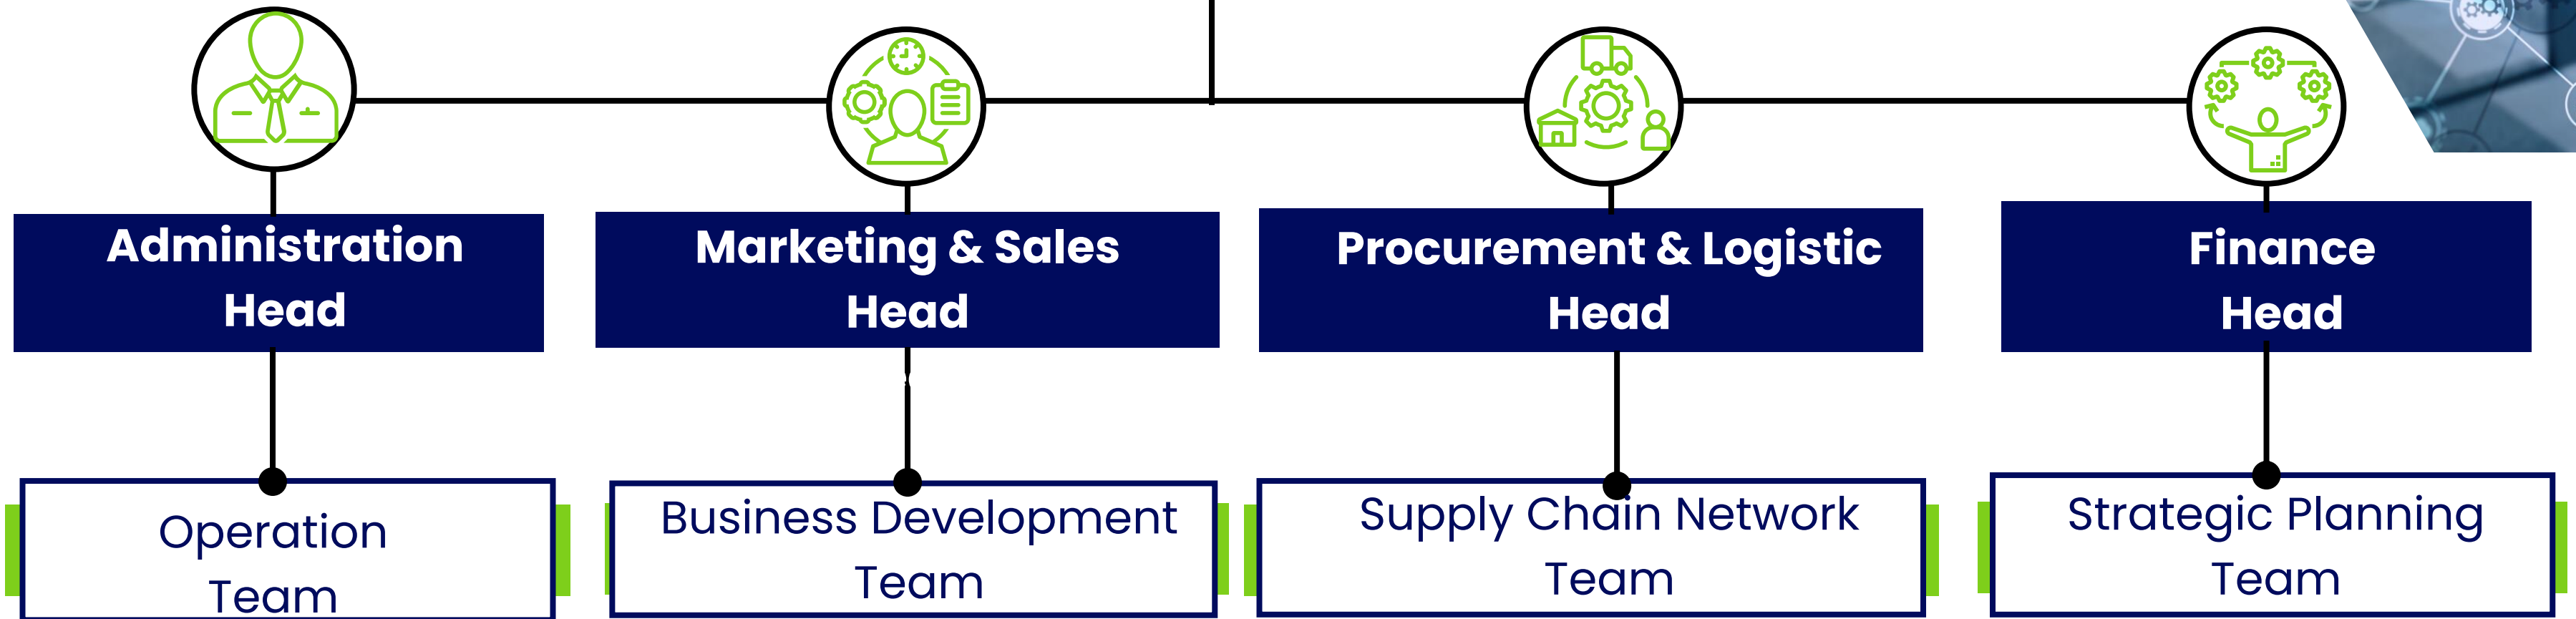 Administration
Head
Marketing & Sales
Head
Procurement & Logistic
Head
Finance
Head
Operation
Team
Business Development
Team
Supply Chain Network
Team
Strategic Planning
Team